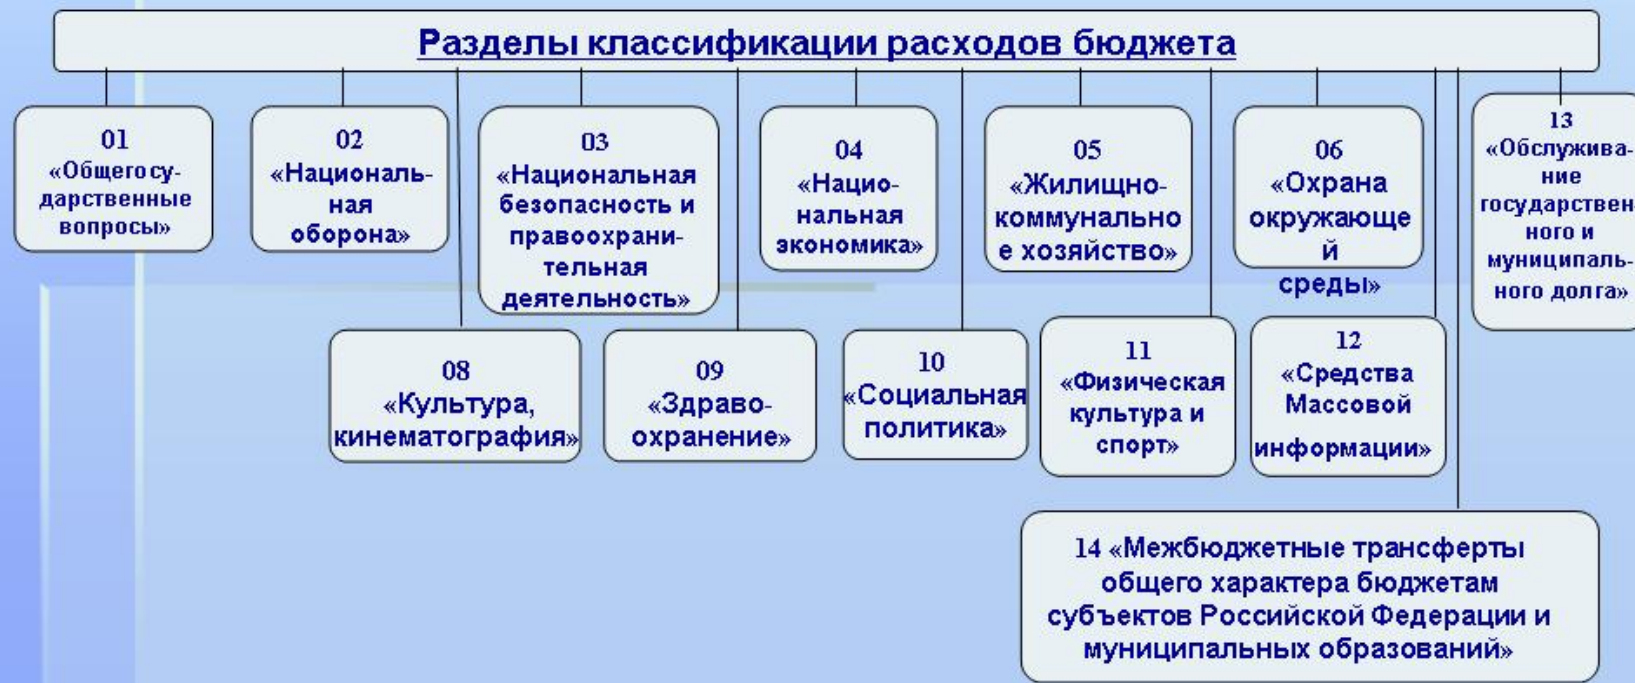 Разделы классификации расходов бюджета
01
«Общегосу-
дарственные
вопросы»
02
«Националь-
ная
оборона»
03
«Национальная
безопасность и
правоохрани-
тельная
деятельность»
04
«Нацио-
нальная
экономика»
05
«Жилищно-
коммунально
е хозяйство»
06
«Охрана
окружающе
й
среды»
13
«Обслужива-
ние
государствен-
ного и
муниципаль-
ного долга»
08
«Культура,
кинематография»
09
«Здраво-
охранение»
10
«Социальная
политика»
11
«Физическая
культура и
спорт»
12
«Средства
Массовой
информации»
14 «Межбюджетные трансферты
общего характера бюджетам
субъектов Российской Федерации и
муниципальных образований»